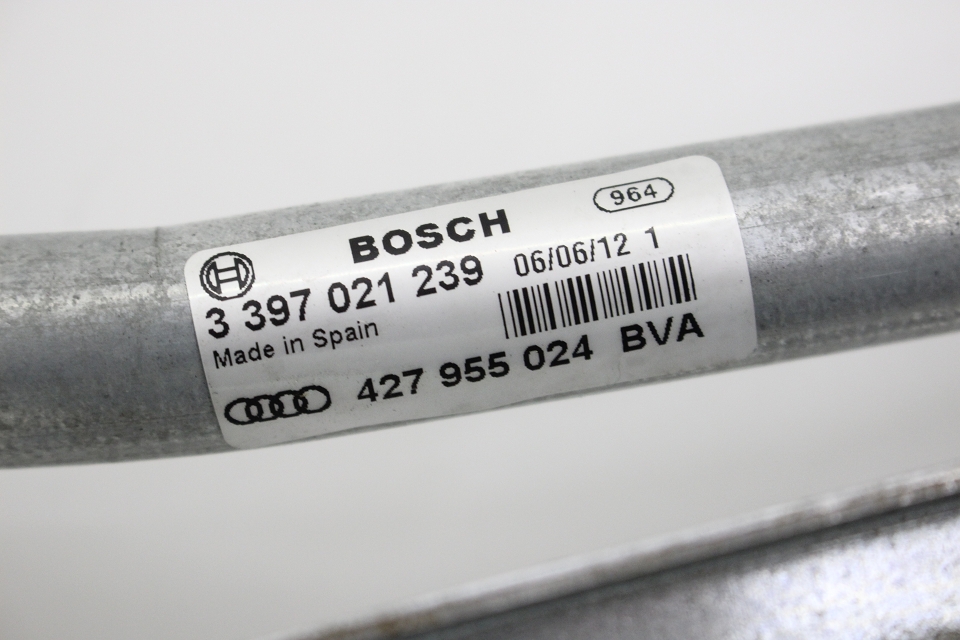 BOSCH 964
3 397 021 239 06/06/12 1
Made in Spain
427 955 024 BVA